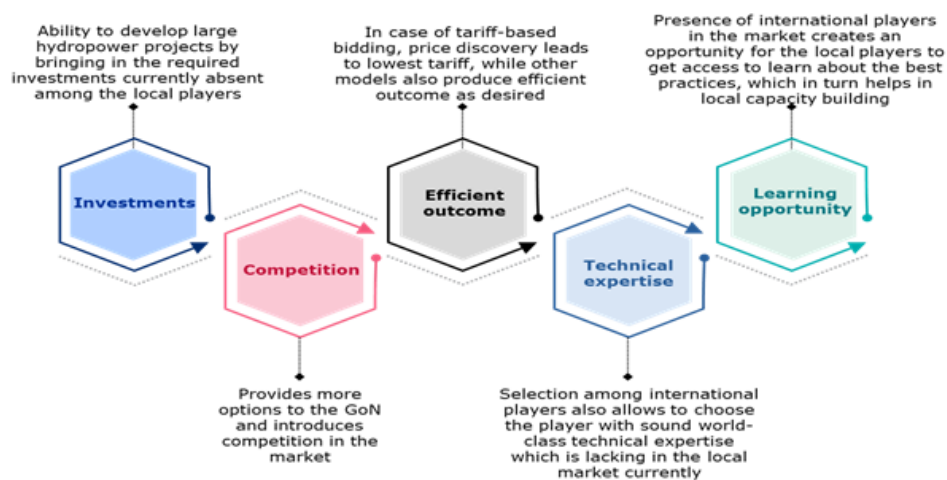 Ability to develop large
hydropower projects by
bringing in the required
investments currently absent
among the local players
In case of tariff-based
bidding, price discovery leads
to lowest tariff, while other
models also produce efficient
outcome as desired
Presence of international players
in the market creates an
opportunity for the local players to
get access to learn about the best
practices, which in turn helps in
local capacity building
Investments
Competition
Efficient
outcome
Technical
expertise
Learning
opportunity
Provides more
options to the GoN
and introduces
competition in the
market
Selection among international
players also allows to choose
the player with sound world-
class technical expertise
which is lacking in the local
market currently